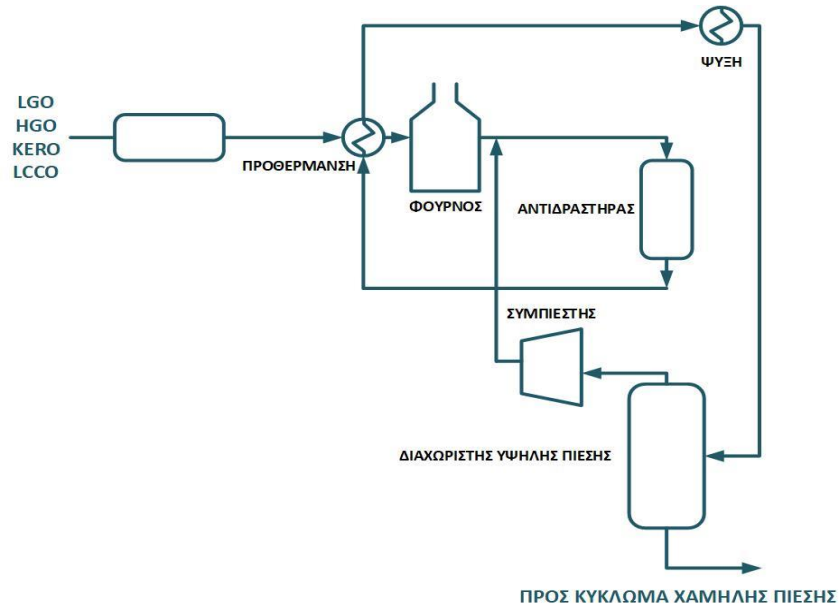 ΨΥΞΗ
LGO
HGO
KERO
LCCO
ΠΡΟΘΕΡΜΑΝΣΗ
ΦΟΥΡΝΟΣ
ΑΝΤΙΔΡΑΣΤΗΡΑΣ
ΣΥΜΠΙΕΣΤΗΣ
ΔΙΑΧΩΡΙΣΤΗΣ ΥΨΗΛΗΣ ΠΙΕΣΗΣ
ΠΡΟΣ ΚΥΚΛΩΜΑ ΧΑΜΗΛΗΣ ΠΙΕΣΗΣ